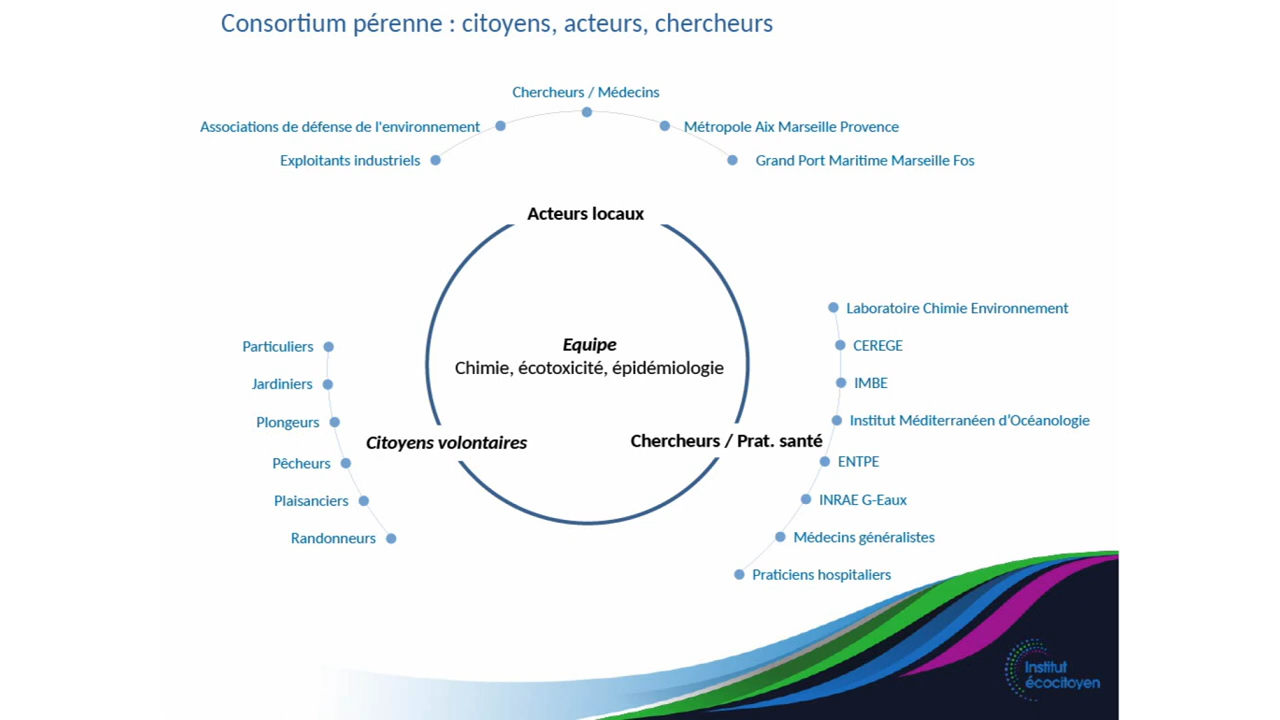 Consortium pérenne : citoyens, acteurs, chercheurs
Chercheurs / Médecins
Associations de défense de l'environnement
Métropole Aix Marseille Provence
Exploitants industriels
Grand Port Maritime Marseille Fos
Acteurs locaux
Laboratoire Chimie Environnement
CEREGE
IMBE
Institut Méditerranéen d’Océanologie
ENTPE
INRAE G-Eaux
Médecins généralistes
Praticiens hospitaliers
Equipe
Chimie, écotoxicité, épidémiologie
Chercheurs / Prat. santé
Citoyens volontaires
Particuliers
Jardiniers
Plongeurs
Pêcheurs
Plaisanciers
Randonneurs
Institut
écocitoyen